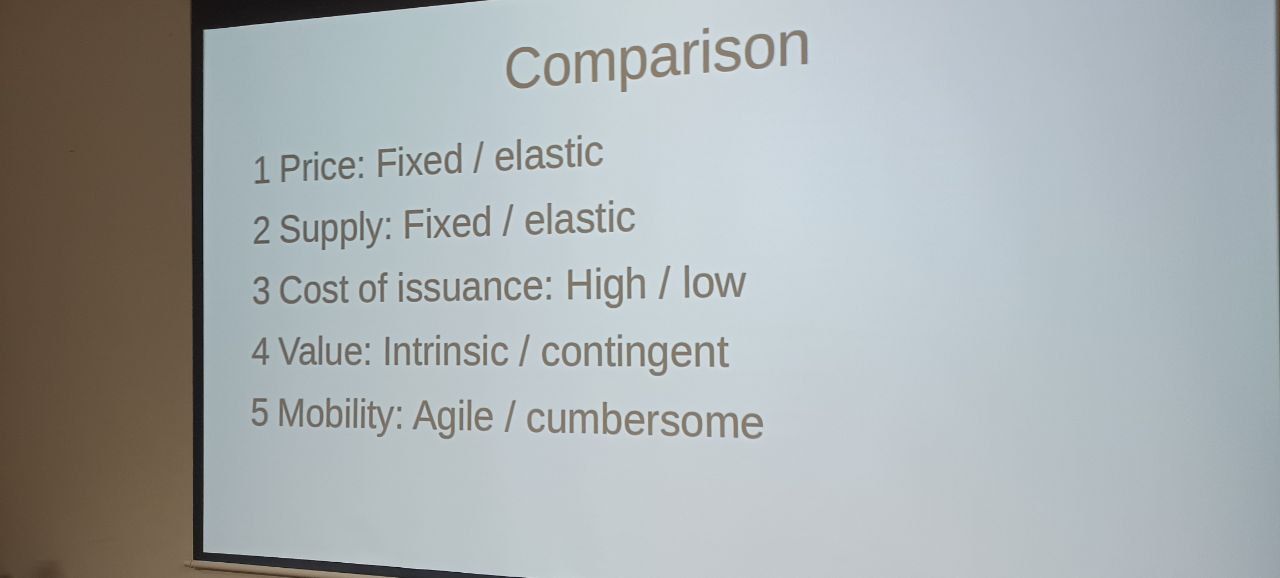 Comparison
1 Price: Fixed / elastic
2 Supply: Fixed / elastic
3 Cost of issuance: High / low
4 Value: Intrinsic / contingent
5 Mobility: Agile / cumbersome